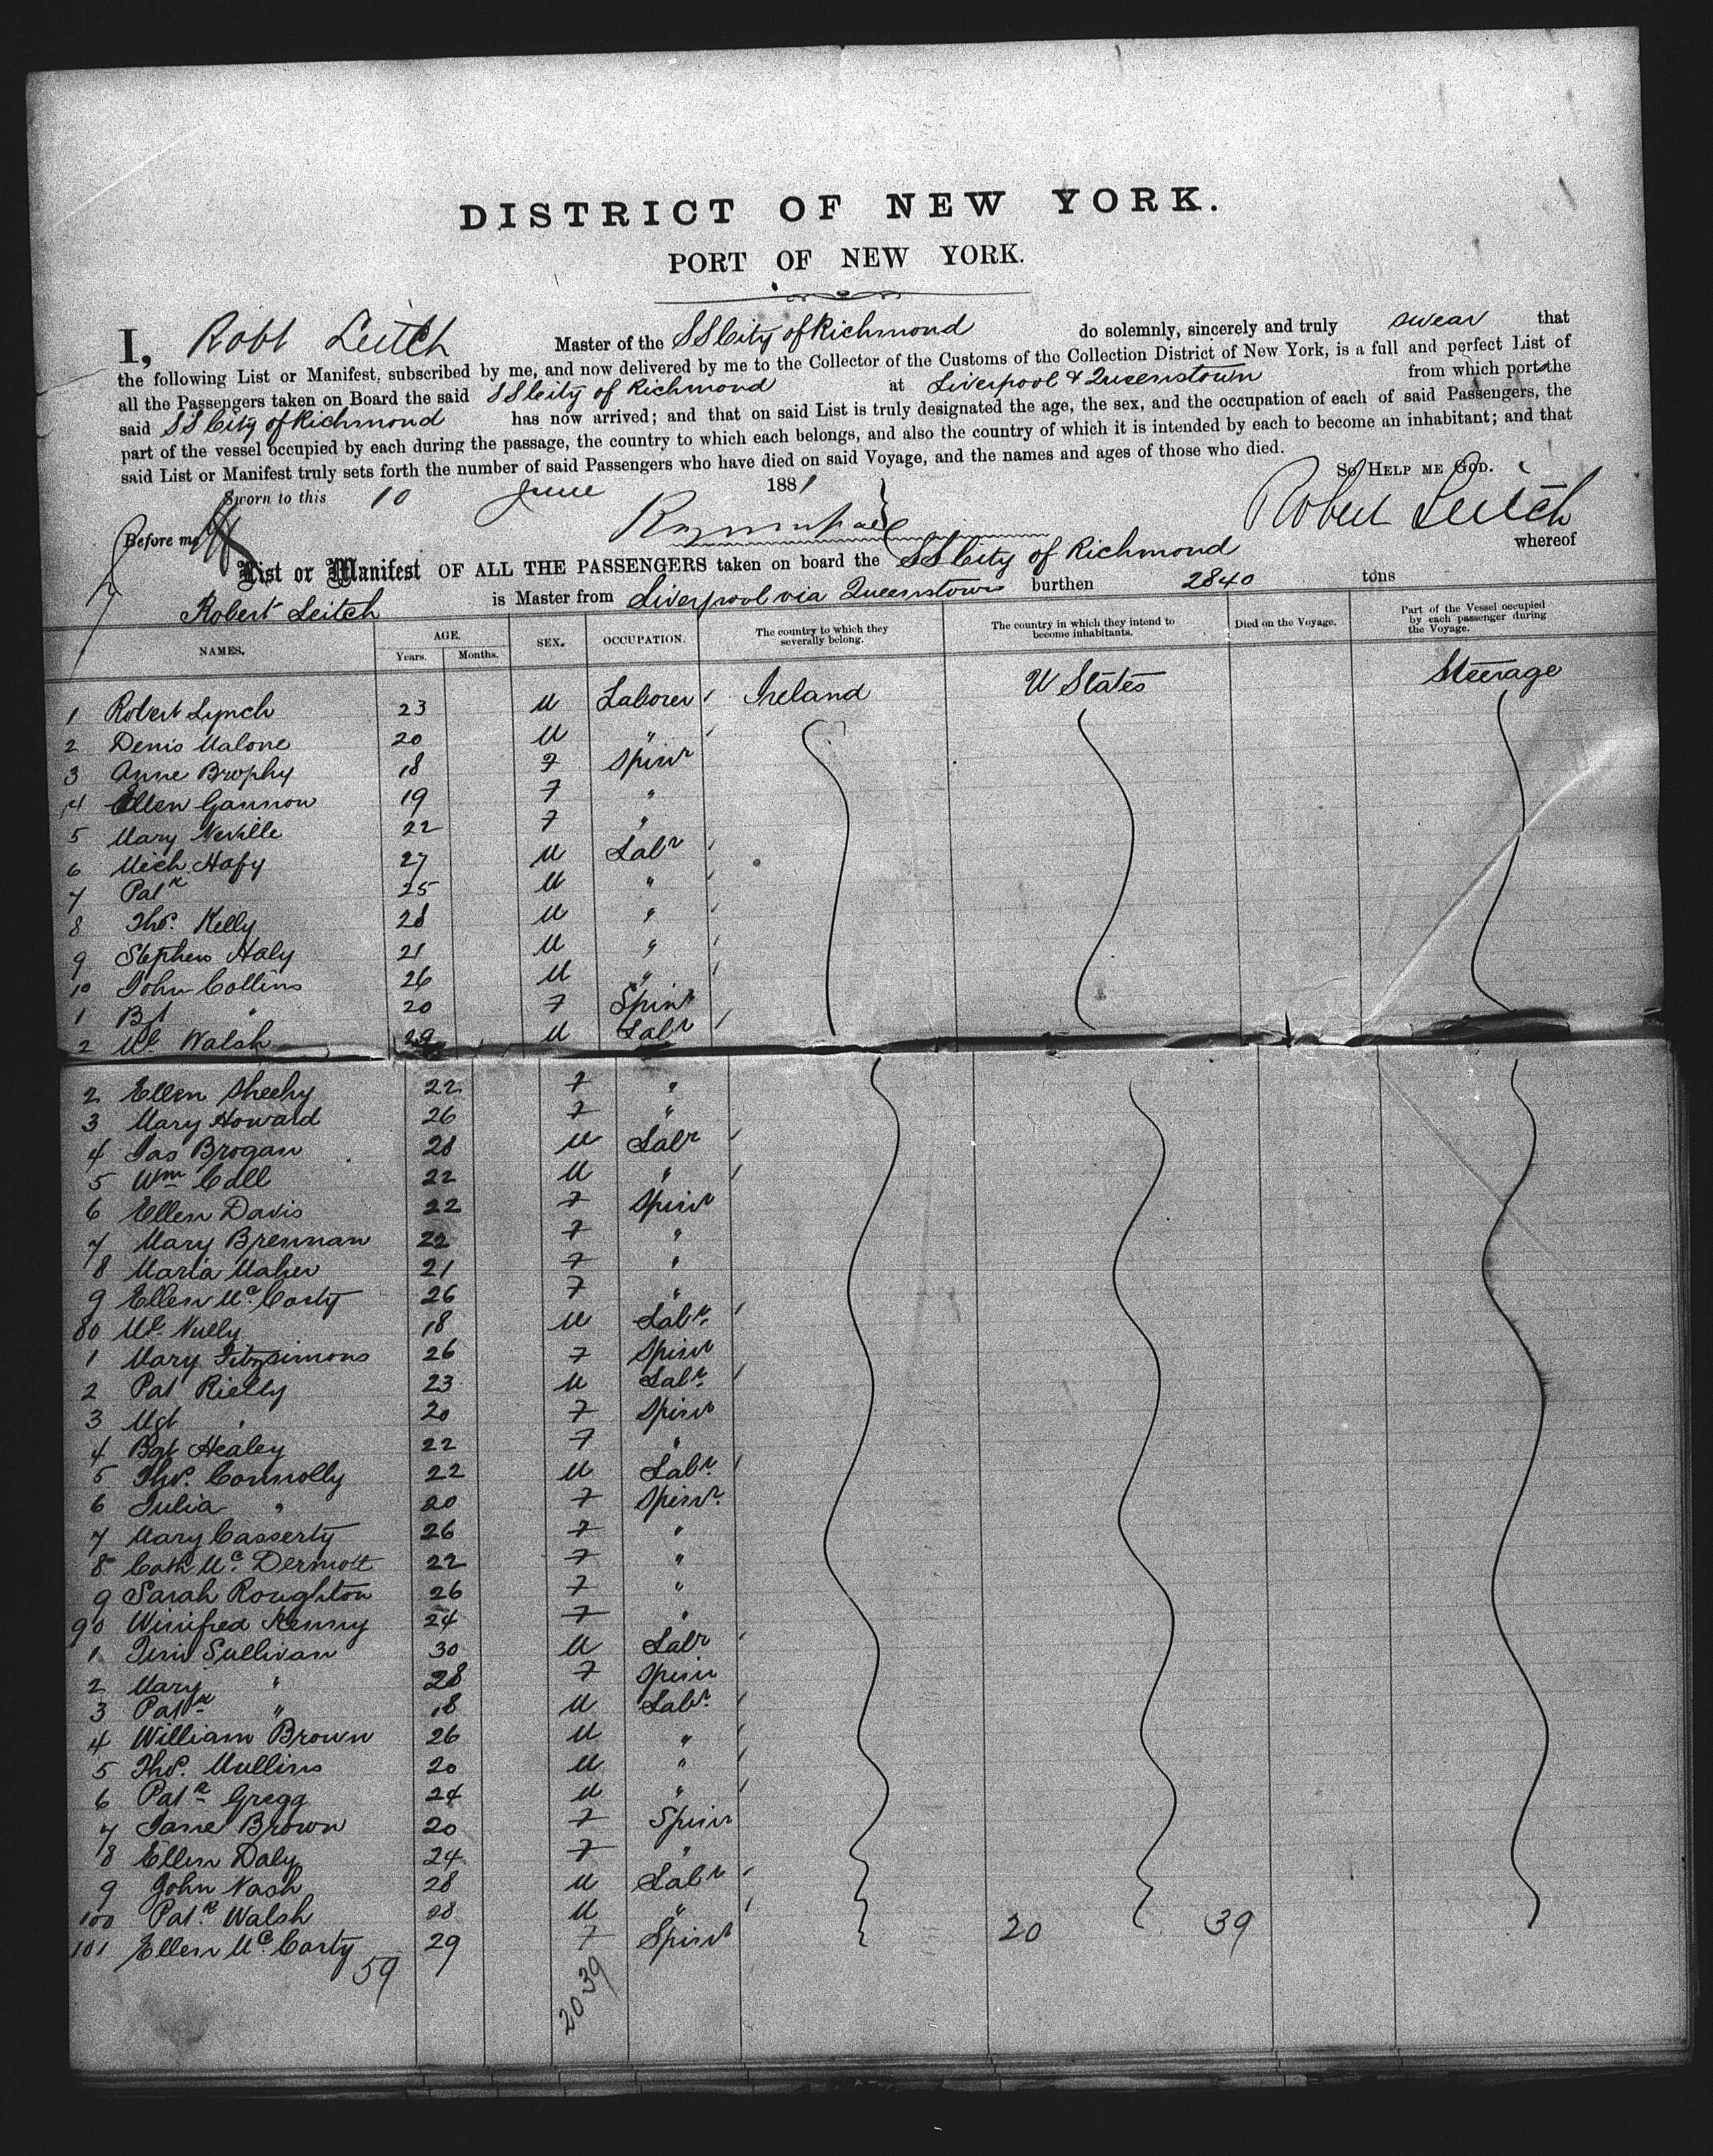 DISTRICT OF NEW YORK.
PORT OF NEW YORK.
I, Robt Leitch Master of the SS City of Richmond do solemnly, sincerely and truly swear that
the following List or Manifest, subscribed by me, and now delivered by me to the Collector of the Customs of the Collection District of New York, is a full and perfect List of
all the Passengers taken on Board the said SS City of Richmond at Liverpool & Queenstown from which ports the
said SS City of Richmond has now arrived; and that on said List is truly designated the age, the sex, and the occupation of each of said Passengers, the
part of the vessel occupied by each during the passage, the country to which each belongs, and also the country of which it is intended by each to become an inhabitant; and that
said List or Manifest truly sets forth the number of said Passengers who have died on said Voyage, and the names and ages of those who died.
So HELP ME GOD.
Sworn to this 10 June 1881
Robert Leitch
Before me
List or Manifest OF ALL THE PASSENGERS taken on board the SS City of Richmond whereof
Robert Leitch is Master from Liverpool via Queenstown burthen 2840 tons
NAMES. AGE. Years. Months. SEX. OCCUPATION. The country to which they severally belong. The country in which they intend to become inhabitants. Died on the Voyage. Part of the Vessel occupied by each passenger during the Voyage.
1 Robert Lynch 23 M Laborer Ireland U States Steerage
2 Denis Malone 20 M "
3 Anne Brophy 18 F Spinr
4 Ellen Gannon 19 F "
5 Mary Neville 22 F "
6 Mich Hafy 27 M Labr
7 Patk 25 M "
8 Thos. Kelly 28 M "
9 Stephen Haly 21 M "
10 John Collins 26 M "
1 Bgt " 20 F Spinr
2 Ml Walsh 29 M Labr
2 Ellen Sheehy 22 F "
3 Mary Howard 26 F "
4 Jas Brogan 28 M Labr
5 Wm Coll 22 M "
6 Ellen Davis 22 F Spinr
7 Mary Brennan 22 F "
8 Maria Maher 21 F "
9 Ellen Mc Carty 26 F "
80 Ml. Nully 18 M Labr.
1 Mary Fitzsimons 26 F Spinr
2 Pat Rielly 23 M Labr.
3 Mgt " 20 F Spinr
4 Bgt Healey 22 F "
5 Thos. Connolly 22 M Labr.
6 Julia " 20 F Spinr.
7 Mary Casserty 26 F "
8 Cath Mc Dermott 22 F "
9 Sarah Roughton 26 F "
90 Winifred Kenny 24 F "
1 Jerr Sullivan 30 M Labr
2 Mary " 28 F Spinr
3 Patk " 18 M Labr.
4 William Brown 26 M "
5 Thos. Mullins 20 M "
6 Patk Gregg 24 M "
7 Jane Brown 20 F Spinr
8 Ellen Daly 24 F "
9 John Nash 28 M Labr
100 Patk Walsh 28 M "
101 Ellen Mc Carty 29 F Spinr
20 39
59
20 39